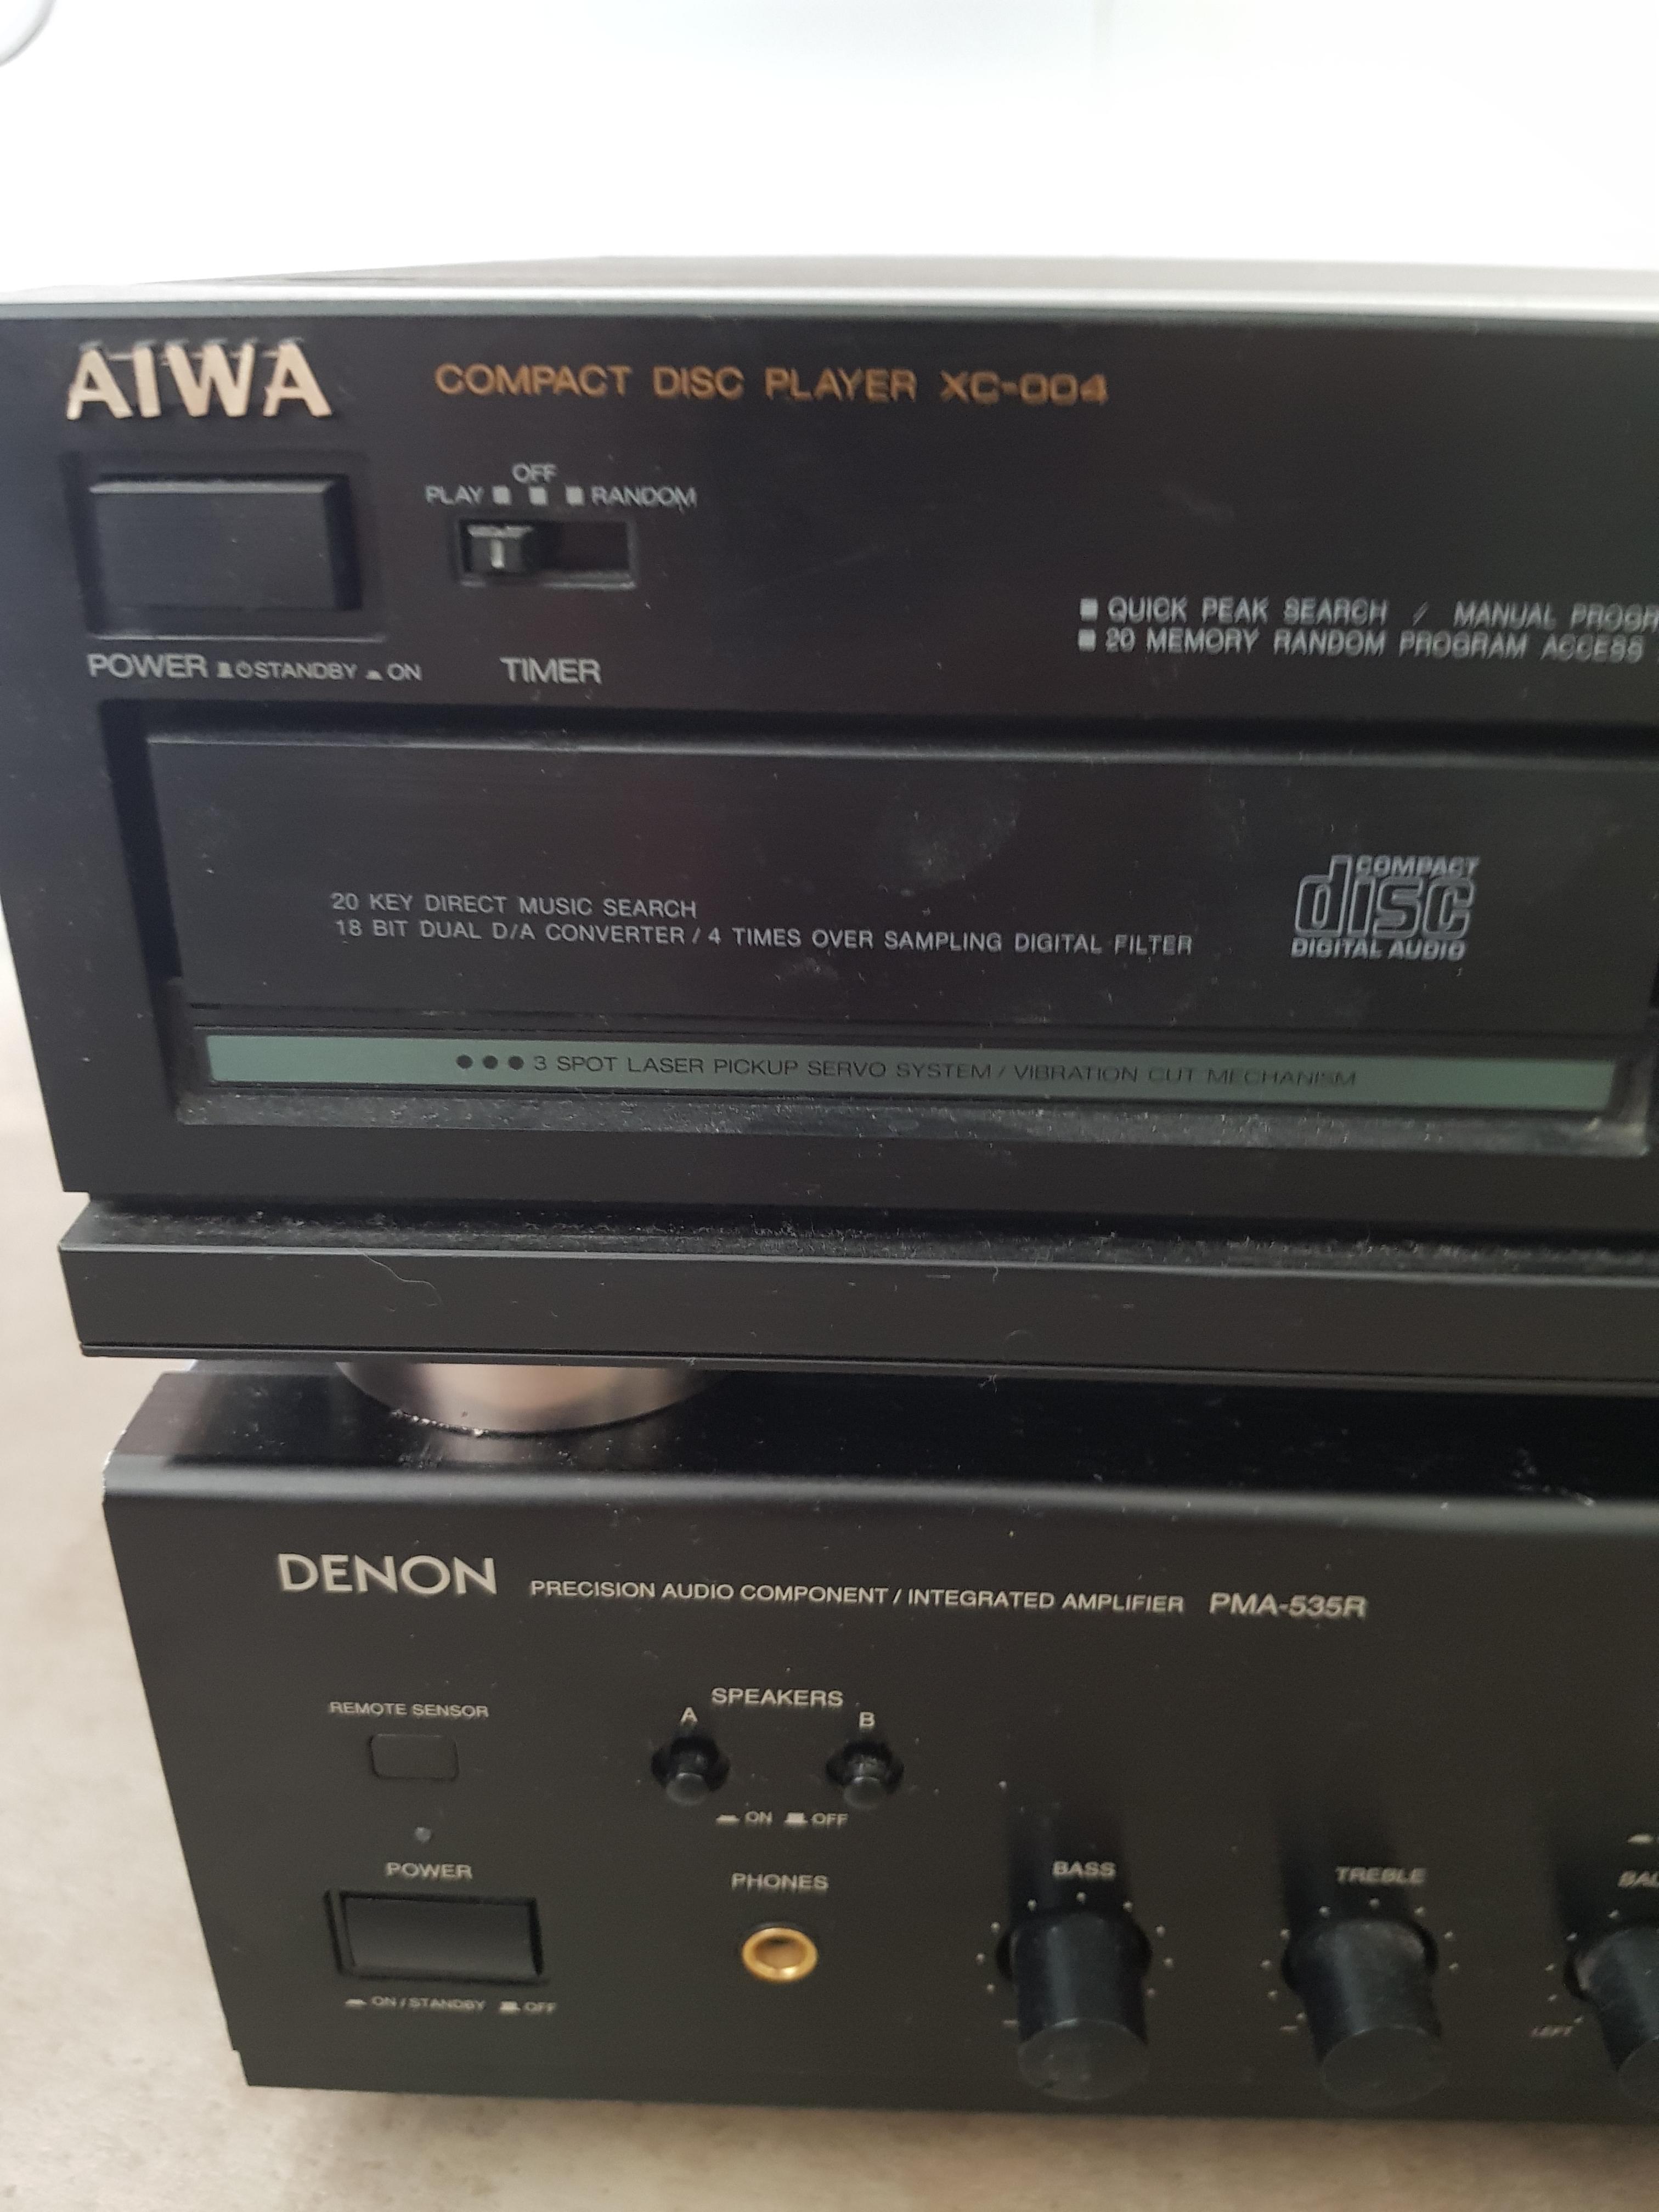 AIWA COMPACT DISC PLAYER XC-004
OFF
PLAY RANDOM
QUICK PEAK SEARCH / MANUAL PROGR
20 MEMORY RANDOM PROGRAM ACCESS
POWER STANDBY ON TIMER
20 KEY DIRECT MUSIC SEARCH
18 BIT DUAL D/A CONVERTER / 4 TIMES OVER SAMPLING DIGITAL FILTER
COMPACT
disc
DIGITAL AUDIO
3 SPOT LASER PICKUP SERVO SYSTEM / VIBRATION CUT MECHANISM
DENON PRECISION AUDIO COMPONENT / INTEGRATED AMPLIFIER PMA-535R
REMOTE SENSOR
SPEAKERS
A B
ON OFF
POWER
PHONES
BASS
TREBLE
BAL
LEFT
ON / STANDBY OFF